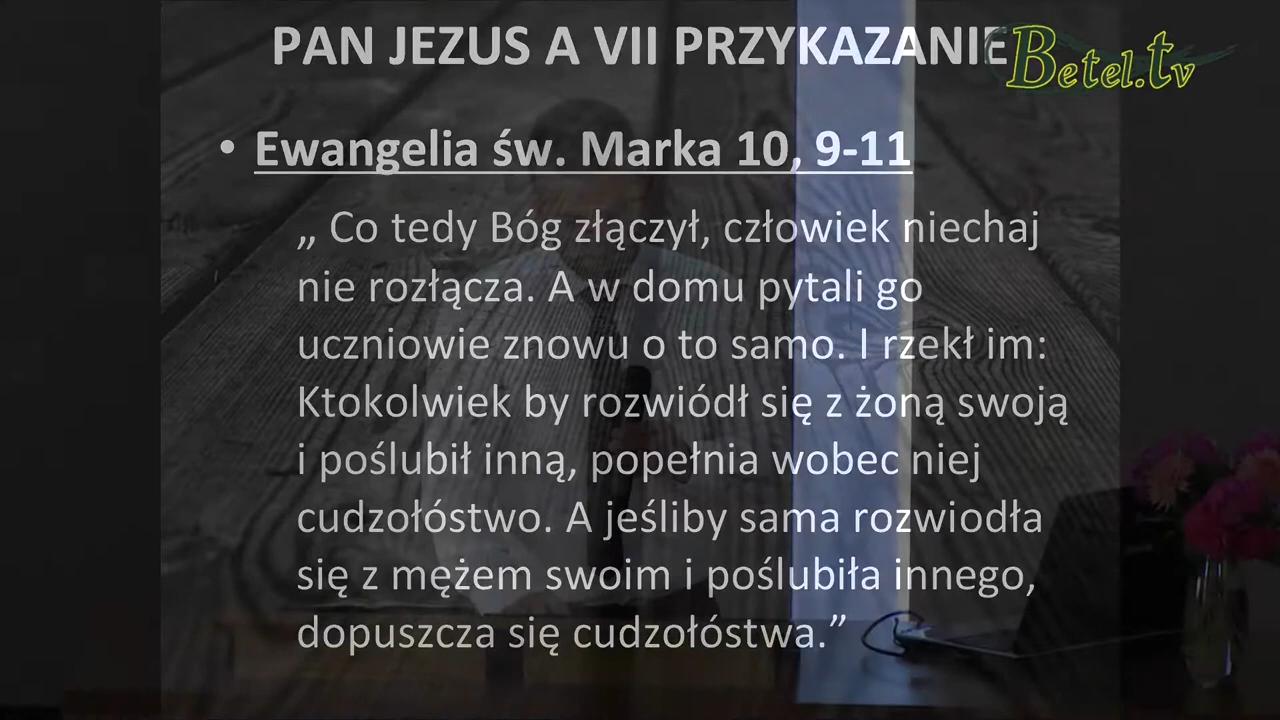 PAN JEZUS A VII PRZYKAZANIE
Betel.tv
• Ewangelia św. Marka 10, 9-11
„ Co tedy Bóg złączył, człowiek niechaj
nie rozłącza. A w domu pytali go
uczniowie znowu o to samo. I rzekł im:
Ktokolwiek by rozwiódł się z żoną swoją
i poślubił inną, popełnia wobec niej
cudzołóstwo. A jeśliby sama rozwiodła
się z mężem swoim i poślubiła innego,
dopuszcza się cudzołóstwa.”